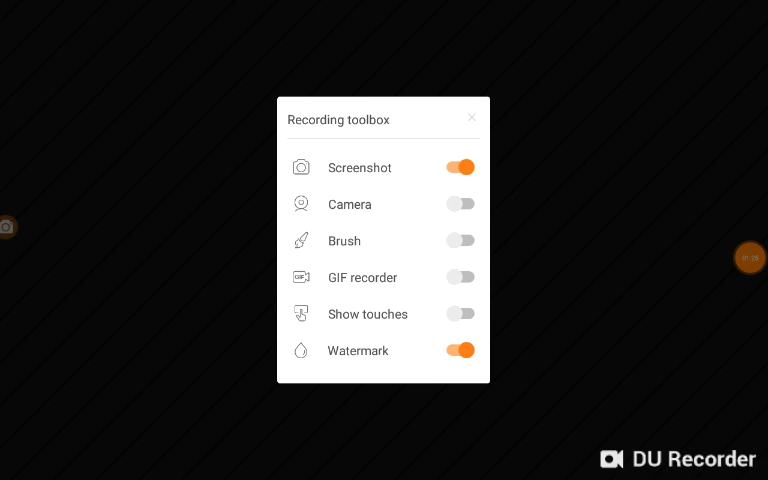 Recording toolbox
Screenshot
Camera
Brush
GIF recorder
GIF
Show touches
Watermark
DU Recorder